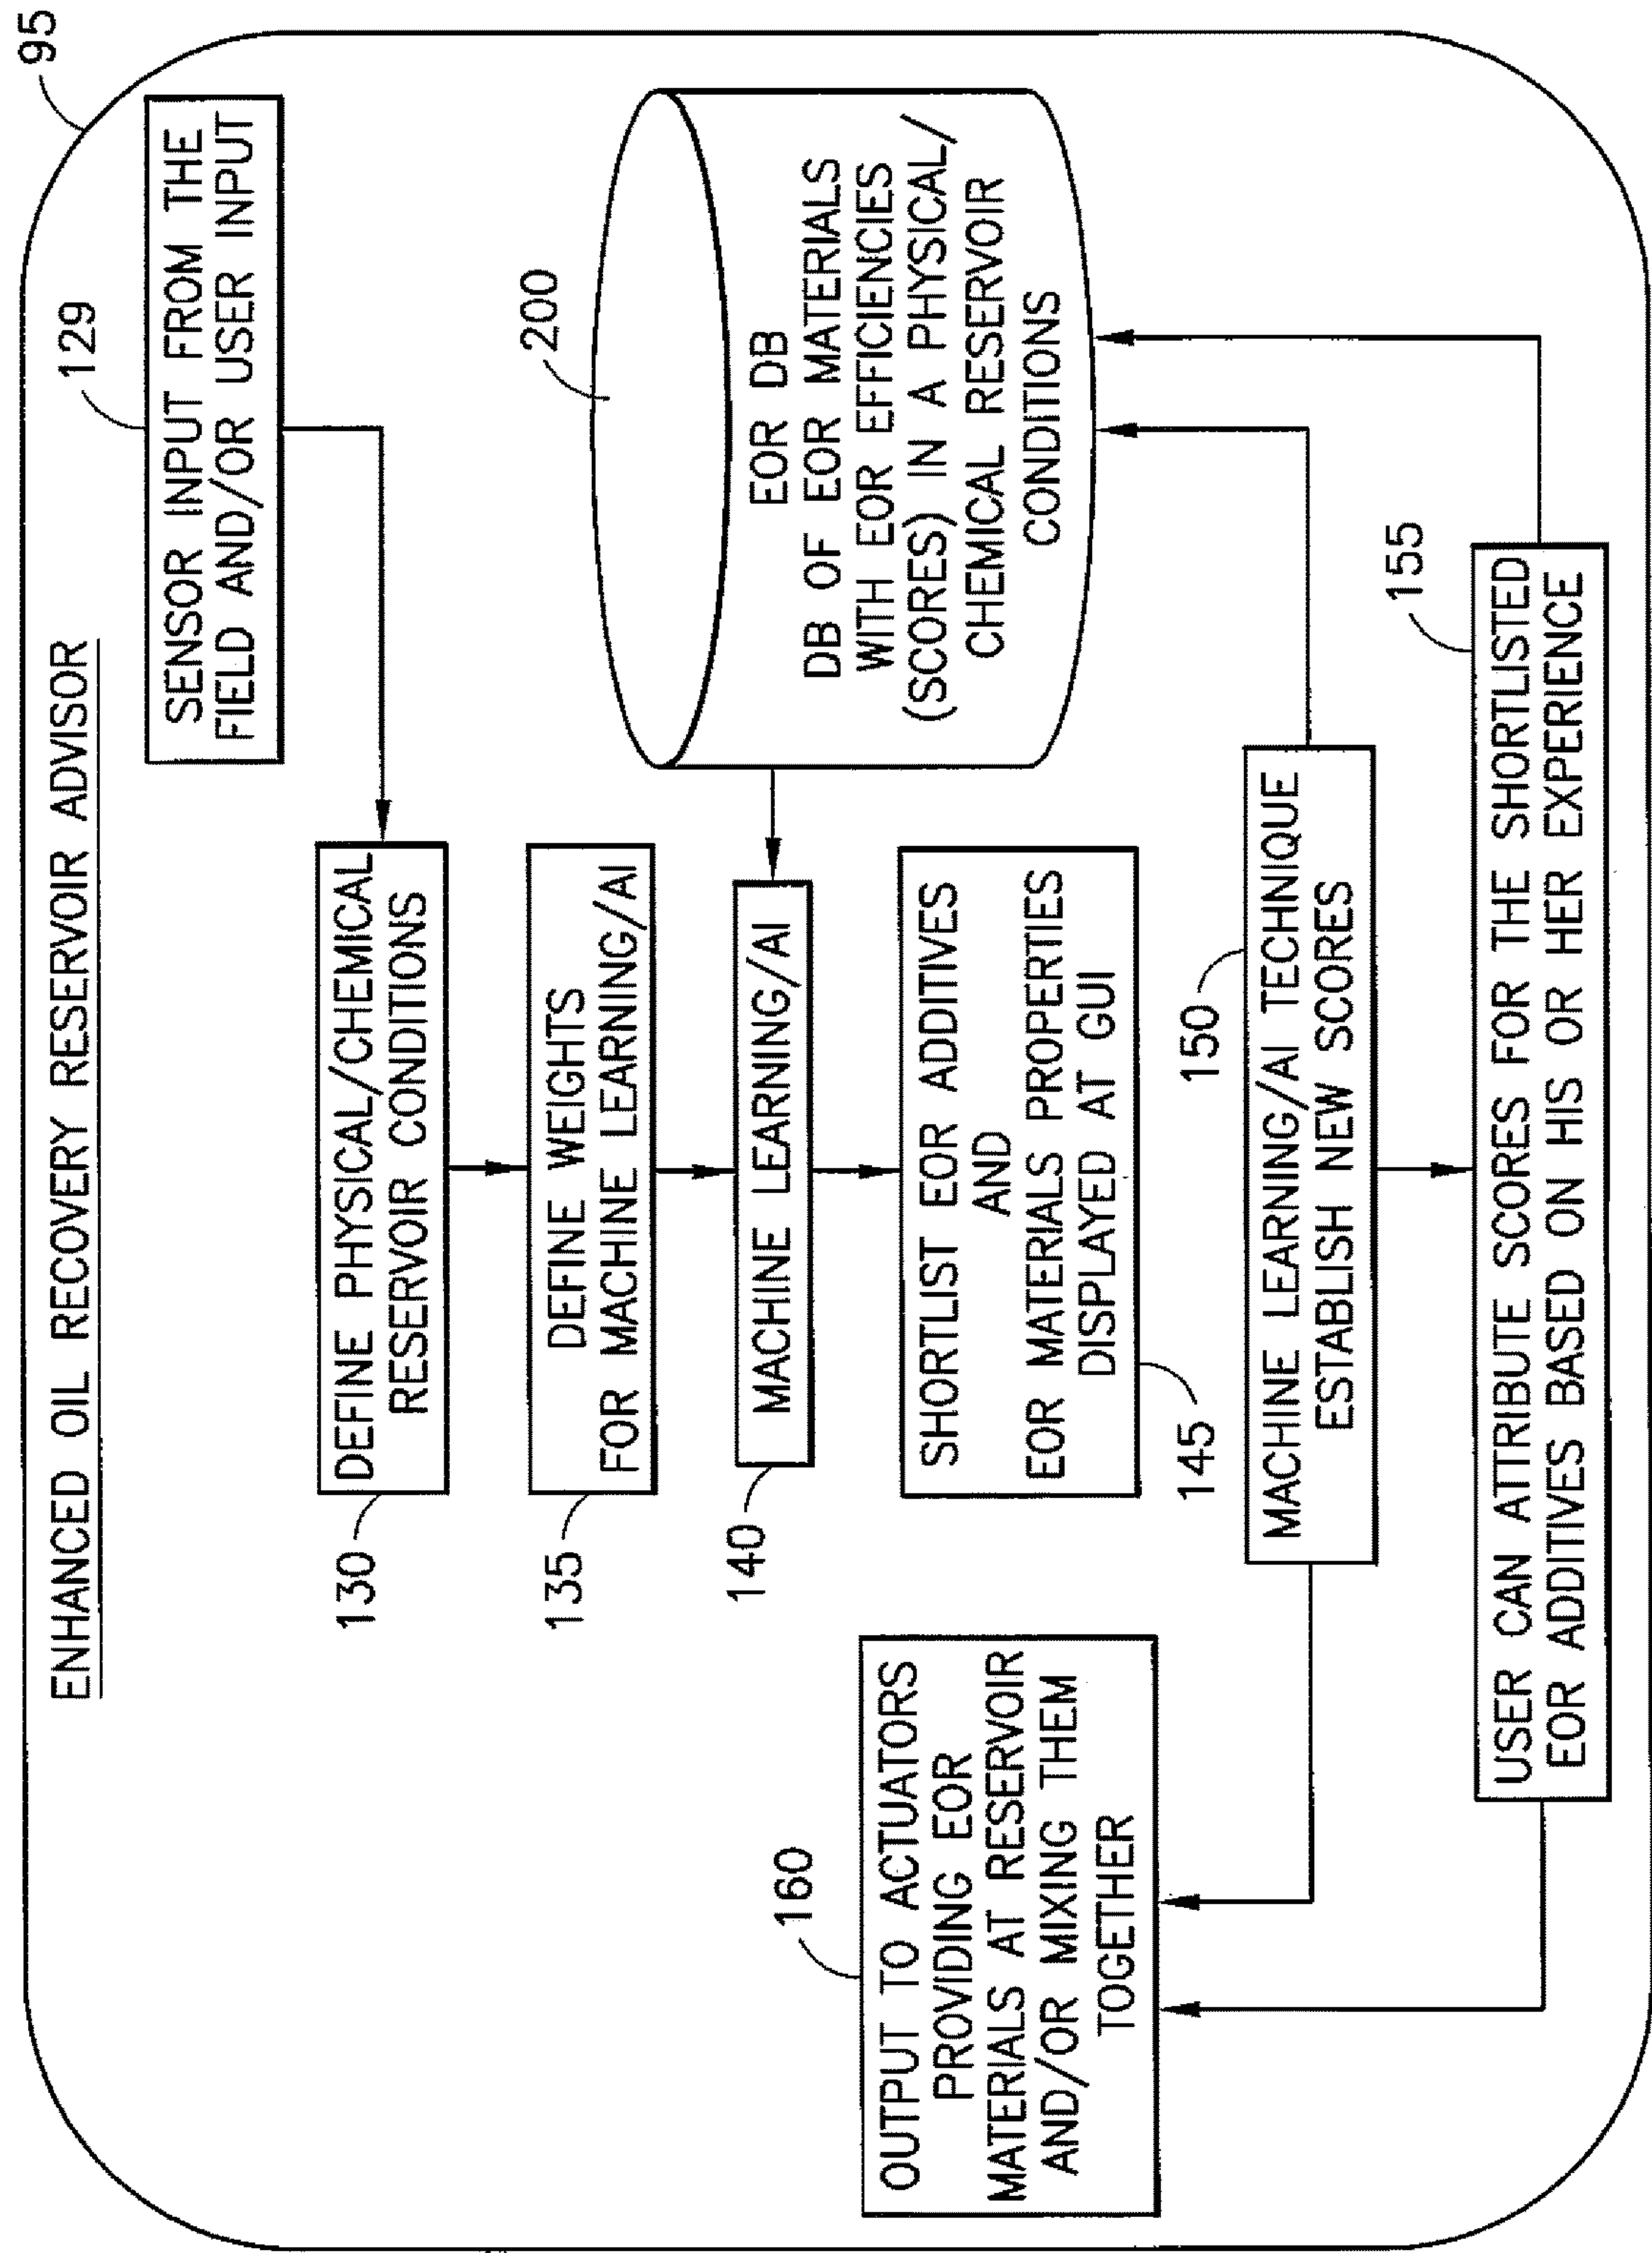 ENHANCED OIL RECOVERY RESERVOIR ADVISOR
95
129
SENSOR INPUT FROM THE
FIELD AND/OR USER INPUT
130
DEFINE PHYSICAL/CHEMICAL
RESERVOIR CONDITIONS
135
DEFINE WEIGHTS
FOR MACHINE LEARNING/AI
200
EOR DB
DB OF EOR MATERIALS
WITH EOR EFFICIENCIES
(SCORES) IN A PHYSICAL/
CHEMICAL RESERVOIR
CONDITIONS
140
MACHINE LEARNING/AI
SHORTLIST EOR ADDITIVES
AND
EOR MATERIALS PROPERTIES
DISPLAYED AT GUI
145
160
OUTPUT TO ACTUATORS
PROVIDING EOR
MATERIALS AT RESERVOIR
AND/OR MIXING THEM
TOGETHER
150
MACHINE LEARNING/AI TECHNIQUE
ESTABLISH NEW SCORES
155
USER CAN ATTRIBUTE SCORES FOR THE SHORTLISTED
EOR ADDITIVES BASED ON HIS OR HER EXPERIENCE